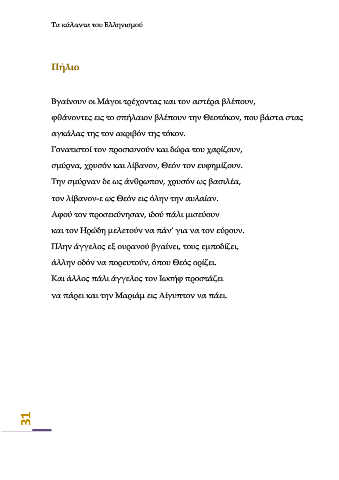 Τα κάλαντα του Ελληνισμού
Πήλιο
Βγαίνουν οι Μάγοι τρέχοντας και τον αστέρα βλέπουν,
φθάνοντες εις το σπήλαιον βλέπουν την Θεοτόκον, που βάστα στας
αγκάλας της τον ακριβόν της τόκον.
Γονατιστοί τον προσκυνούν και δώρα του χαρίζουν,
σμύρνα, χρυσόν και λίβανον, Θεόν τον ευφημίζουν.
Την σμύρναν δε ως άνθρωπον, χρυσόν ως βασιλέα,
τον λίβανον-ε ως Θεόν εις όλην την αυλαίαν.
Αφού τον προσεκύνησαν, ιδού πάλι μισεύουν
και τον Ηρώδη μελετούν να πάν’ για να τον εύρουν.
Πλην άγγελος εξ ουρανού βγαίνει, τους εμποδίζει,
άλλην οδόν να πορευτούν, όπου Θεός ορίζει.
Και άλλος πάλι άγγελος τον Ιωσήφ προστάζει
να πάρει και την Μαριάμ εις Αίγυπτον να πάει.
31